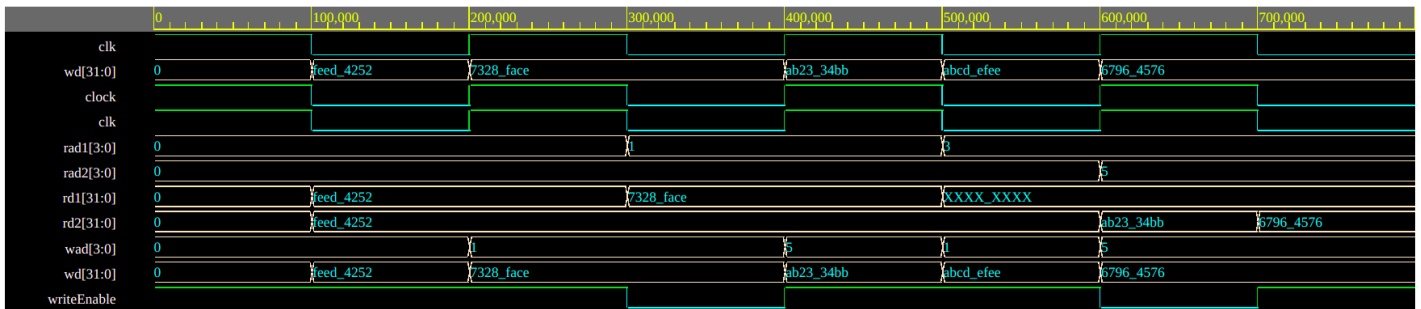 0 100,000 200,000 300,000 400,000 500,000 600,000 700,000
clk
wd[31:0] 0 feed_4252 7328_face ab23_34bb abcd_efee 6796_4576
clock
clk
rad1[3:0] 0 1 3
rad2[3:0] 0 5
rd1[31:0] 0 feed_4252 7328_face XXXX_XXXX
rd2[31:0] 0 feed_4252 ab23_34bb 6796_4576
wad[3:0] 0 1 5 1 5
wd[31:0] 0 feed_4252 7328_face ab23_34bb abcd_efee 6796_4576
writeEnable